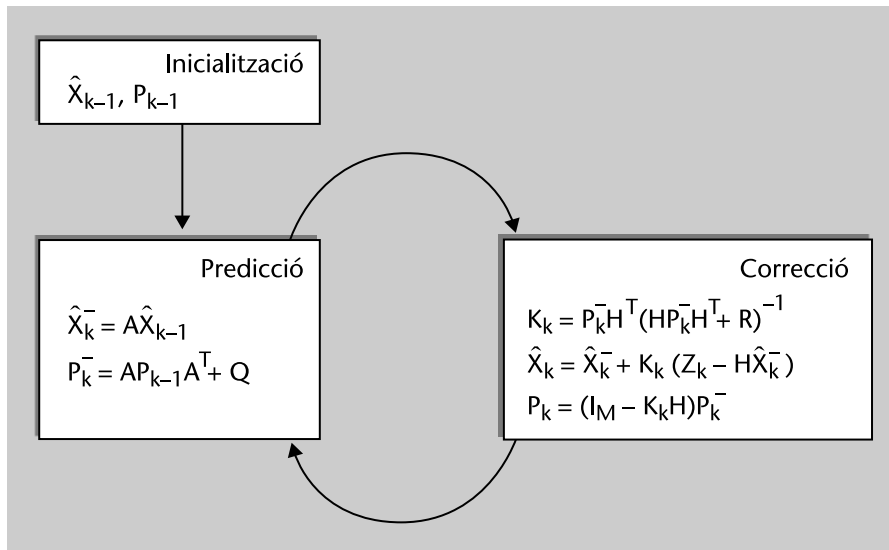 Inicialització
X̂ₖ₋₁, Pₖ₋₁
Predicció
X̂ₖ⁻ = AX̂ₖ₋₁
Pₖ⁻ = APₖ₋₁Aᵀ + Q
Correcció
Kₖ = Pₖ⁻Hᵀ(HPₖ⁻Hᵀ + R)⁻¹
X̂ₖ = X̂ₖ⁻ + Kₖ (Zₖ – HX̂ₖ⁻)
Pₖ = (I_M – KₖH)Pₖ⁻